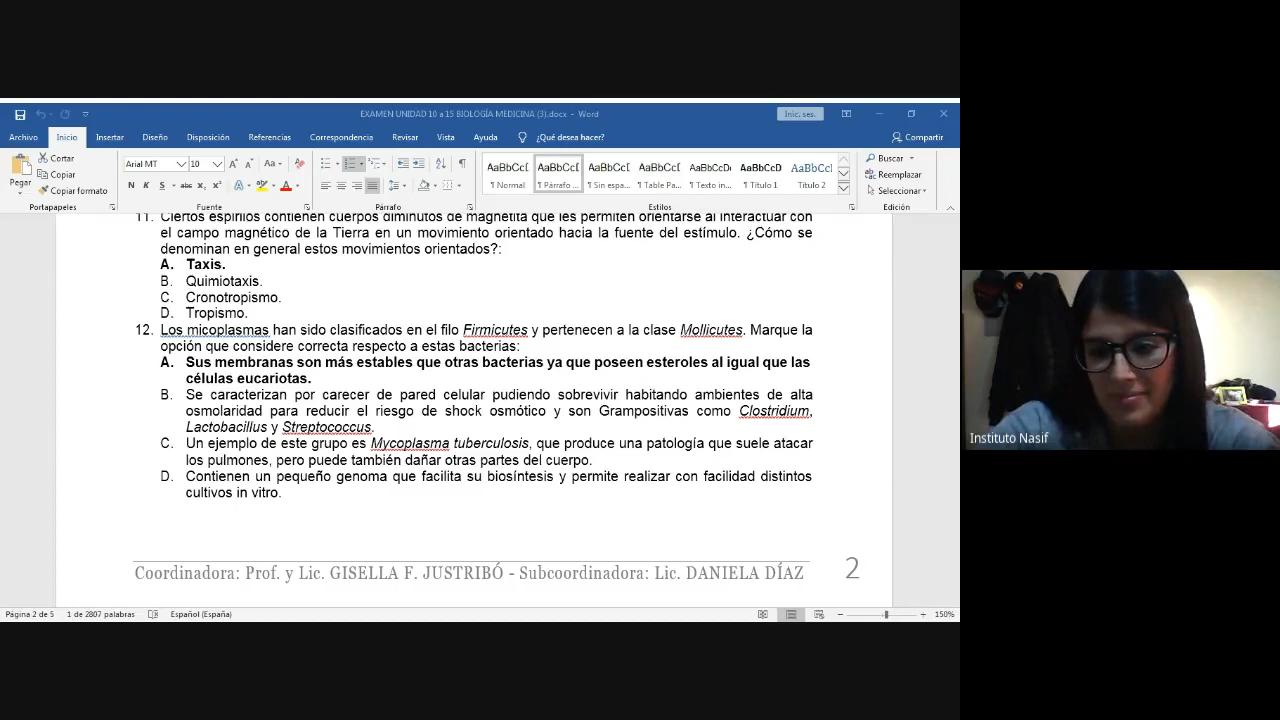 EXAMEN UNIDAD 10 a 15 BIOLOGÍA MEDICINA (3).docx - Word
Inic. ses.
Archivo Inicio Insertar Diseño Disposición Referencias Correspondencia Revisar Vista Ayuda ¿Qué desea hacer? Compartir
Pegar
Cortar
Copiar
Copiar formato
Portapapeles
Arial MT 10
N K S abc x₂ x²
Fuente
Párrafo
AaBbCcI AaBbCcI AaBbCcI AaBbCcI AaBbCcD AaBbCcD AaBbCcI
¶ Normal ¶ Párrafo ... ¶ Sin espa... ¶ Table Pa... ¶ Texto in... ¶ Título 1 Título 2
Estilos
Buscar
Reemplazar
Seleccionar
Edición
11. Ciertos espirilos contienen cuerpos diminutos de magnetita que les permiten orientarse al interactuar con
el campo magnético de la Tierra en un movimiento orientado hacia la fuente del estímulo. ¿Cómo se
denominan en general estos movimientos orientados?:
A. Taxis.
B. Quimiotaxis.
C. Cronotropismo.
D. Tropismo.
12. Los micoplasmas han sido clasificados en el filo Firmicutes y pertenecen a la clase Mollicutes. Marque la
opción que considere correcta respecto a estas bacterias:
A. Sus membranas son más estables que otras bacterias ya que poseen esteroles al igual que las
células eucariotas.
B. Se caracterizan por carecer de pared celular pudiendo sobrevivir habitando ambientes de alta
osmolaridad para reducir el riesgo de shock osmótico y son Grampositivas como Clostridium,
Lactobacillus y Streptococcus.
C. Un ejemplo de este grupo es Mycoplasma tuberculosis, que produce una patología que suele atacar
los pulmones, pero puede también dañar otras partes del cuerpo.
D. Contienen un pequeño genoma que facilita su biosíntesis y permite realizar con facilidad distintos
cultivos in vitro.
Coordinadora: Prof. y Lic. GISELLA F. JUSTRIBÓ - Subcoordinadora: Lic. DANIELA DÍAZ 2
Página 2 de 5 1 de 2807 palabras Español (España) 150%
Instituto Nasif